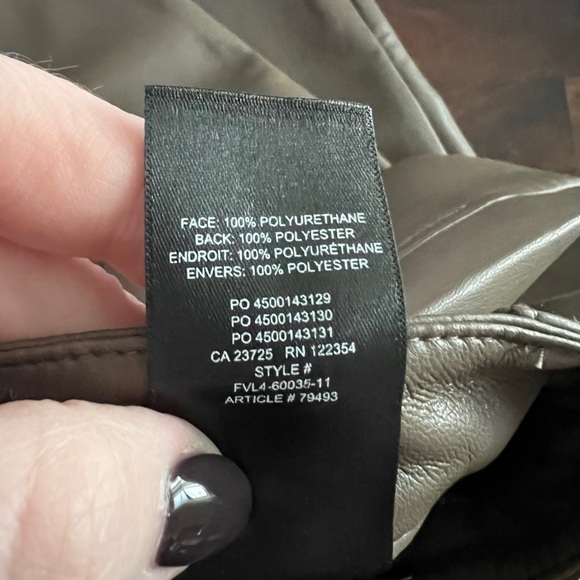 FACE: 100% POLYURETHANE
BACK: 100% POLYESTER
ENDROIT: 100% POLYURÉTHANE
ENVERS: 100% POLYESTER
PO 4500143129
PO 4500143130
PO 4500143131
CA 23725 RN 122354
STYLE #
FVL4-60035-11
ARTICLE # 79493